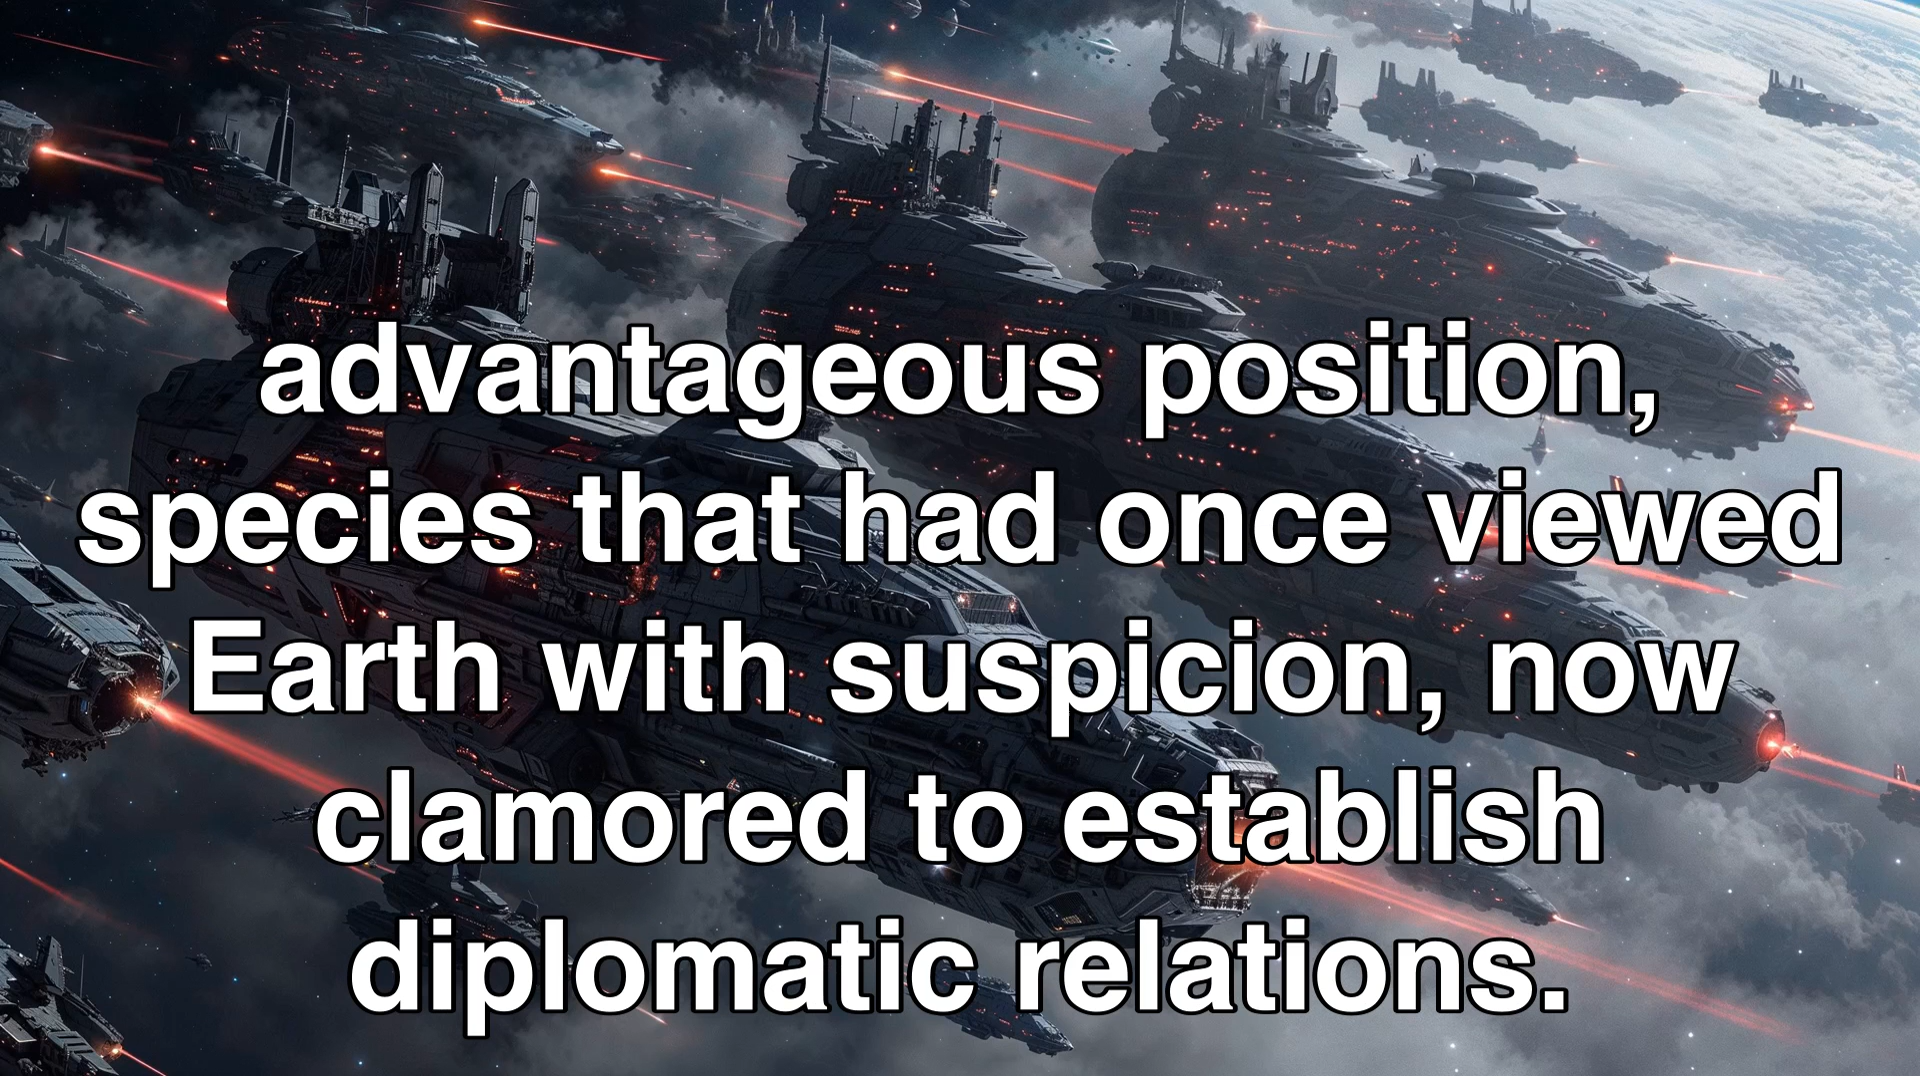 advantageous position,
species that had once viewed
Earth with suspicion, now
clamored to establish
diplomatic relations.